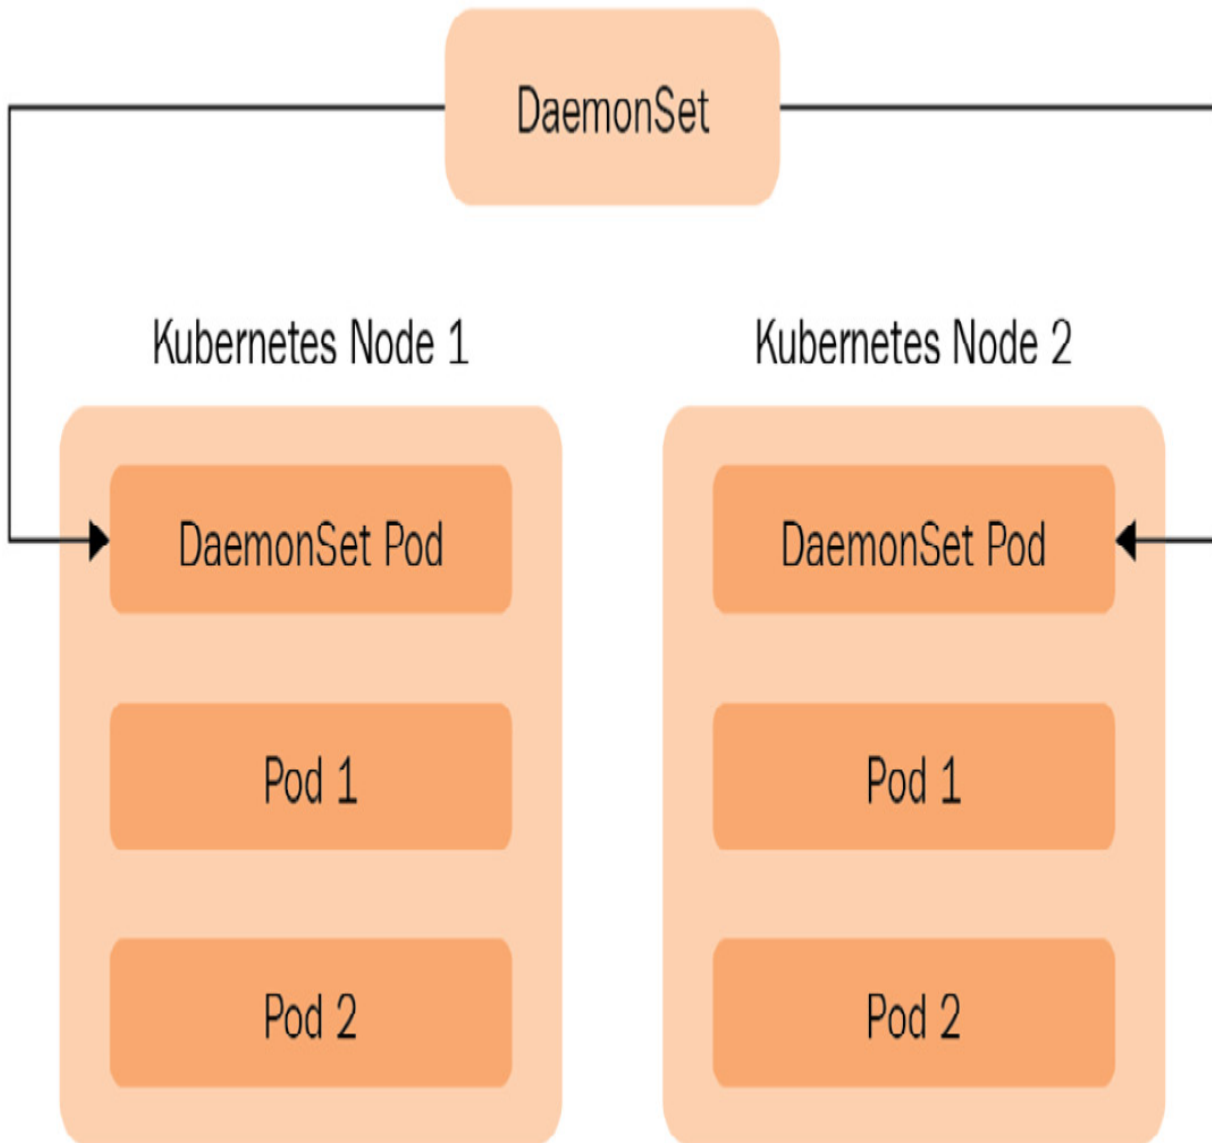 DaemonSet
Kubernetes Node 1
Kubernetes Node 2
DaemonSet Pod
DaemonSet Pod
Pod 1
Pod 1
Pod 2
Pod 2